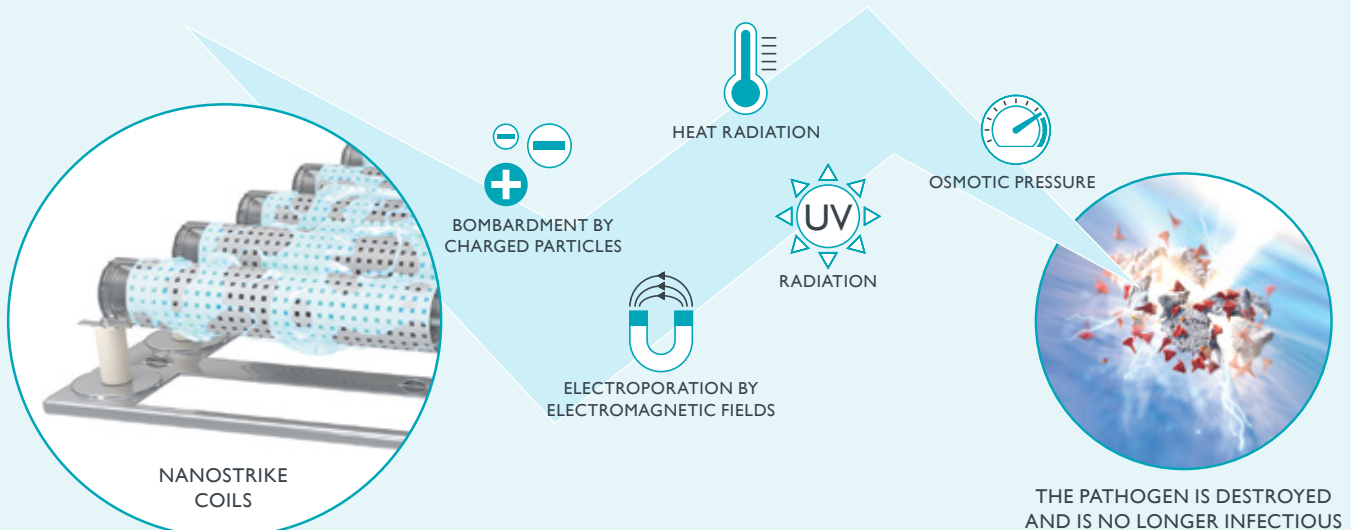 NANOSTRIKE
COILS
BOMBARDMENT BY
CHARGED PARTICLES
ELECTROPORATION BY
ELECTROMAGNETIC FIELDS
HEAT RADIATION
UV
RADIATION
OSMOTIC PRESSURE
THE PATHOGEN IS DESTROYED
AND IS NO LONGER INFECTIOUS